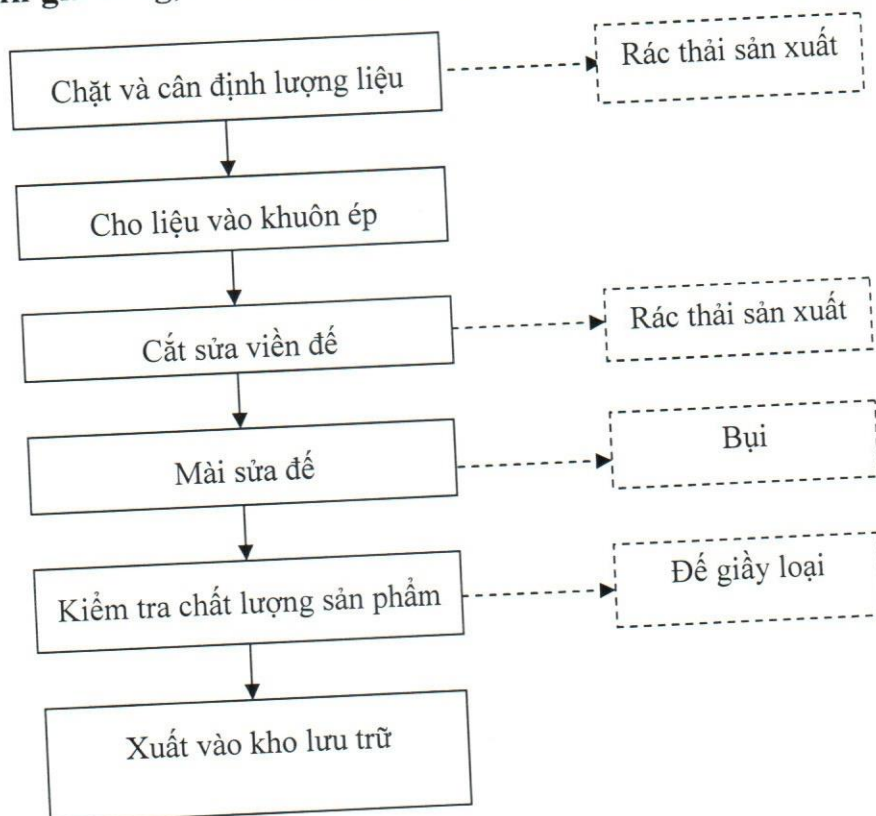 Chặt và cân định lượng liệu
Rác thải sản xuất
Cho liệu vào khuôn ép
Cắt sửa viền đế
Rác thải sản xuất
Mài sửa đế
Bụi
Kiểm tra chất lượng sản phẩm
Đế giầy loại
Xuất vào kho lưu trữ